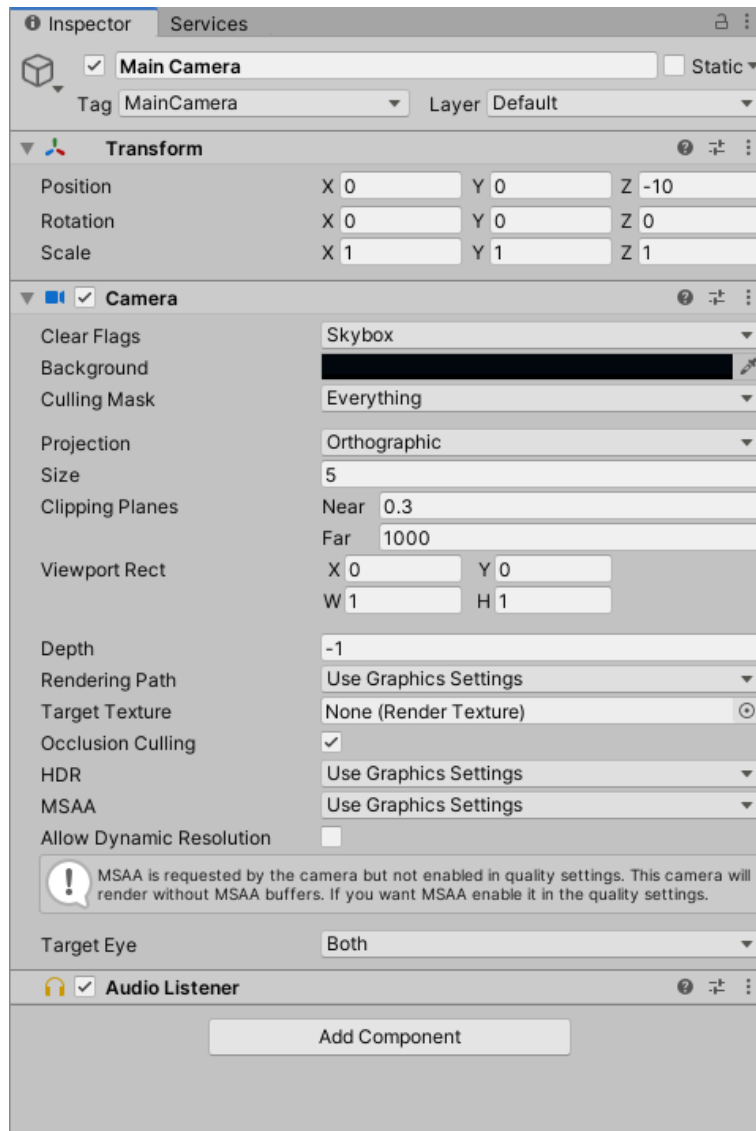 Inspector Services
Main Camera Static
Tag MainCamera Layer Default
Transform
Position X 0 Y 0 Z -10
Rotation X 0 Y 0 Z 0
Scale X 1 Y 1 Z 1
Camera
Clear Flags Skybox
Background
Culling Mask Everything
Projection Orthographic
Size 5
Clipping Planes Near 0.3
Far 1000
Viewport Rect X 0 Y 0
W 1 H 1
Depth -1
Rendering Path Use Graphics Settings
Target Texture None (Render Texture)
Occlusion Culling
HDR Use Graphics Settings
MSAA Use Graphics Settings
Allow Dynamic Resolution
MSAA is requested by the camera but not enabled in quality settings. This camera will
render without MSAA buffers. If you want MSAA enable it in the quality settings.
Target Eye Both
Audio Listener
Add Component